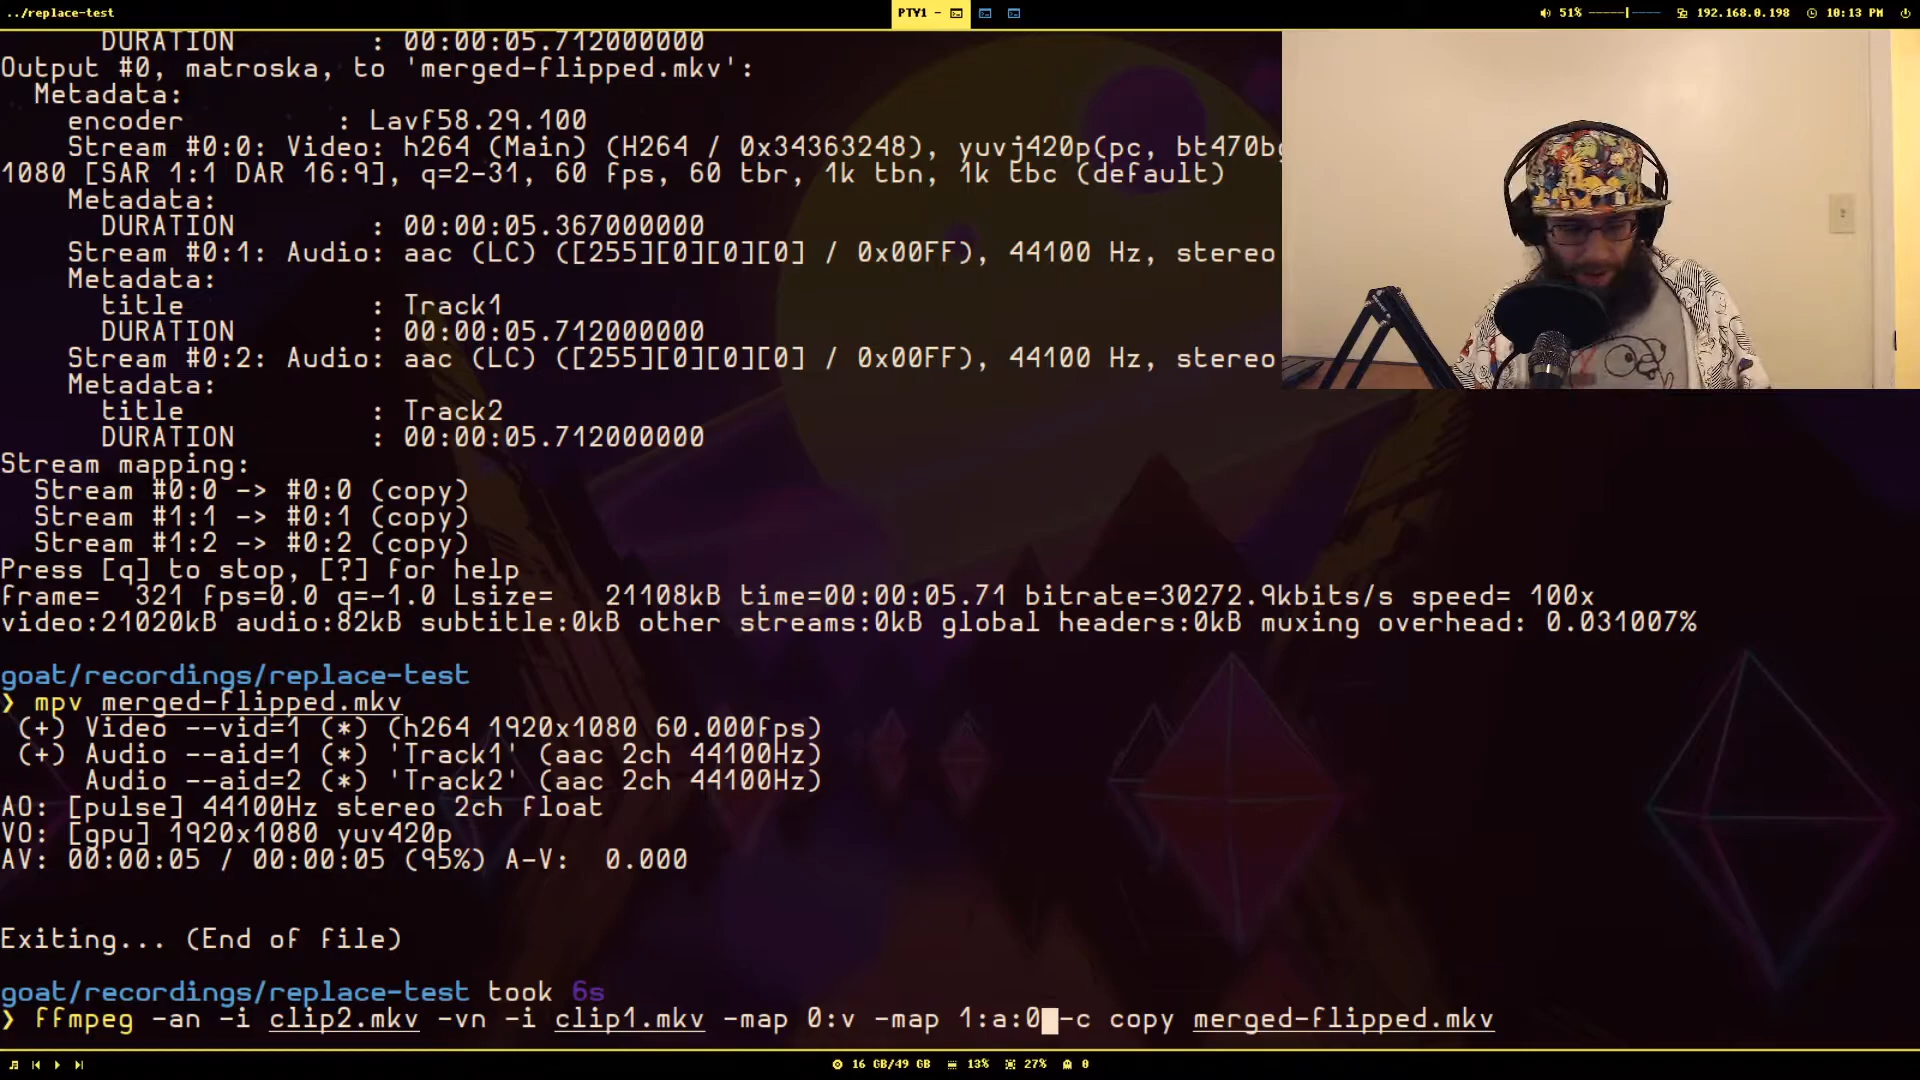 ../replace-test
PTY1 -
51%
192.168.0.198
10:13 PM
DURATION : 00:00:05.712000000
Output #0, matroska, to 'merged-flipped.mkv':
Metadata:
encoder : Lavf58.29.100
Stream #0:0: Video: h264 (Main) (H264 / 0x34363248), yuvj420p(pc, bt470bg
1080 [SAR 1:1 DAR 16:9], q=2-31, 60 fps, 60 tbr, 1k tbn, 1k tbc (default)
Metadata:
DURATION : 00:00:05.367000000
Stream #0:1: Audio: aac (LC) ([255][0][0][0] / 0x00FF), 44100 Hz, stereo
Metadata:
title : Track1
DURATION : 00:00:05.712000000
Stream #0:2: Audio: aac (LC) ([255][0][0][0] / 0x00FF), 44100 Hz, stereo
Metadata:
title : Track2
DURATION : 00:00:05.712000000
Stream mapping:
Stream #0:0 -> #0:0 (copy)
Stream #1:1 -> #0:1 (copy)
Stream #1:2 -> #0:2 (copy)
Press [q] to stop, [?] for help
frame= 321 fps=0.0 q=-1.0 Lsize= 21108kB time=00:00:05.71 bitrate=30272.9kbits/s speed= 100x
video:21020kB audio:82kB subtitle:0kB other streams:0kB global headers:0kB muxing overhead: 0.031007%
goat/recordings/replace-test
❯ mpv merged-flipped.mkv
(+) Video --vid=1 (*) (h264 1920x1080 60.000fps)
(+) Audio --aid=1 (*) 'Track1' (aac 2ch 44100Hz)
Audio --aid=2 (*) 'Track2' (aac 2ch 44100Hz)
AO: [pulse] 44100Hz stereo 2ch float
VO: [gpu] 1920x1080 yuv420p
AV: 00:00:05 / 00:00:05 (95%) A-V: 0.000
Exiting... (End of file)
goat/recordings/replace-test took 6s
❯ ffmpeg -an -i clip2.mkv -vn -i clip1.mkv -map 0:v -map 1:a:0 -c copy merged-flipped.mkv
16 GB/49 GB
13%
27%
0